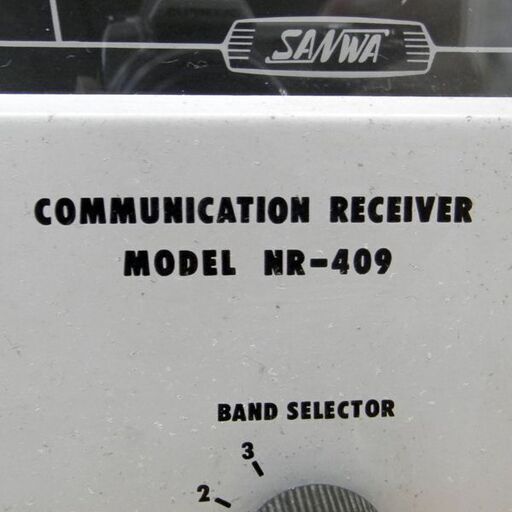 SANWA
COMMUNICATION RECEIVER
MODEL NR-409
BAND SELECTOR
3
2